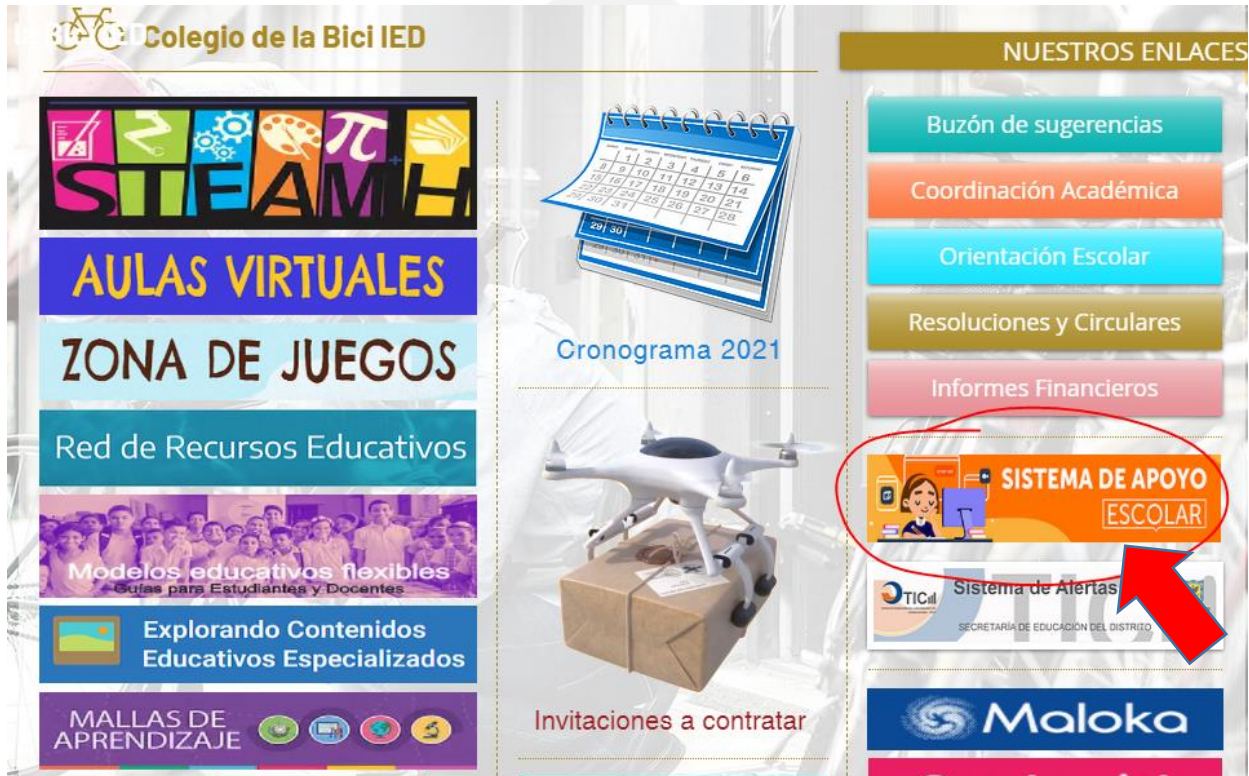 Colegio de la Bici IED
NUESTROS ENLACES
STEAM+H
AULAS VIRTUALES
ZONA DE JUEGOS
Red de Recursos Educativos
Modelos educativos flexibles
Guías para Estudiantes y Docentes
Explorando Contenidos
Educativos Especializados
MALLAS DE
APRENDIZAJE
Cronograma 2021
Invitaciones a contratar
Buzón de sugerencias
Coordinación Académica
Orientación Escolar
Resoluciones y Circulares
Informes Financieros
SISTEMA DE APOYO
ESCOLAR
Sistema de Alertas
TIC
SECRETARÍA DE EDUCACIÓN DEL DISTRITO
Maloka